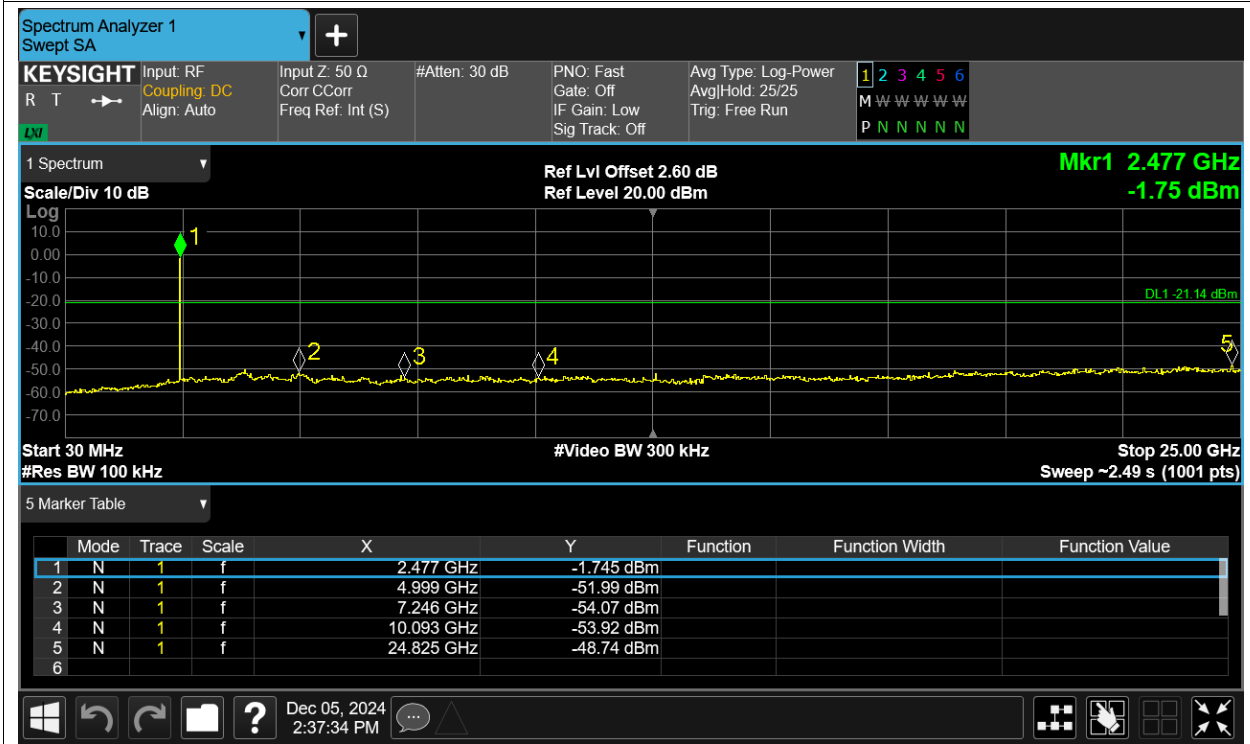 Spectrum Analyzer 1
Swept SA
+
KEYSIGHT Input: RF Input Z: 50 Ω #Atten: 30 dB PNO: Fast Avg Type: Log-Power 1 2 3 4 5 6
R T Coupling: DC Corr CCorr Gate: Off Avg|Hold: 25/25 M W W W W W
Align: Auto Freq Ref: Int (S) IF Gain: Low Trig: Free Run
LXI Sig Track: Off P N N N N N
1 Spectrum Ref Lvl Offset 2.60 dB Mkr1 2.477 GHz
Scale/Div 10 dB Ref Level 20.00 dBm -1.75 dBm
Log
10.0 1
0.00
-10.0
-20.0 DL1 -21.14 dBm
-30.0
-40.0 2 3 4 5
-50.0
-60.0
-70.0
Start 30 MHz #Video BW 300 kHz Stop 25.00 GHz
#Res BW 100 kHz Sweep ~2.49 s (1001 pts)
5 Marker Table
Mode Trace Scale X Y Function Function Width Function Value
1 N 1 f 2.477 GHz -1.745 dBm
2 N 1 f 4.999 GHz -51.99 dBm
3 N 1 f 7.246 GHz -54.07 dBm
4 N 1 f 10.093 GHz -53.92 dBm
5 N 1 f 24.825 GHz -48.74 dBm
6
? Dec 05, 2024
2:37:34 PM